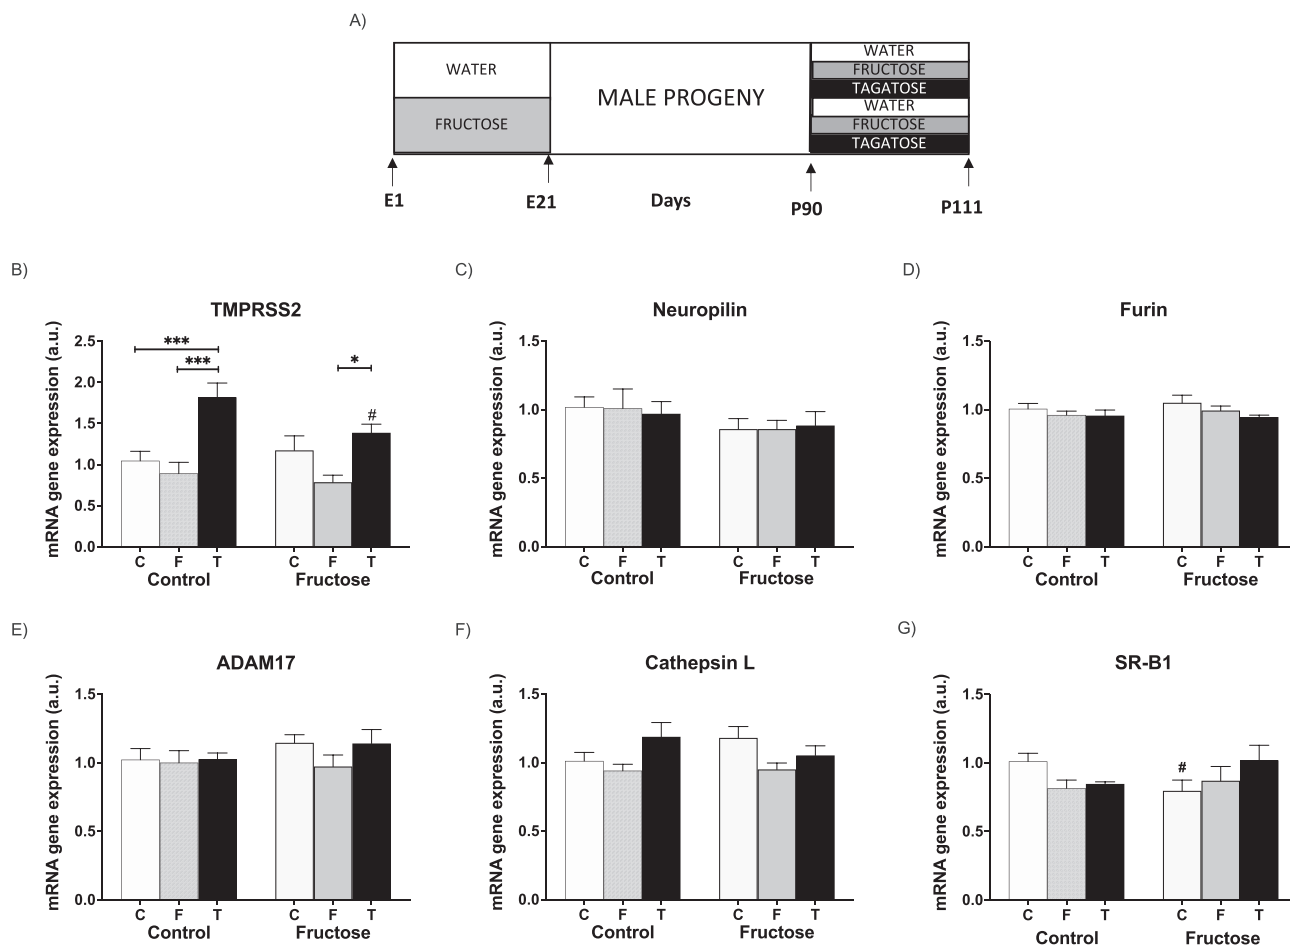 A)
WATER
FRUCTOSE
MALE PROGENY
WATER
FRUCTOSE
TAGATOSE
WATER
FRUCTOSE
TAGATOSE
E1
E21
Days
P90
P111
B)
TMPRSS2
mRNA gene expression (a.u.)
2.5
2.0
1.5
1.0
0.5
0.0
***
***
*
#
C F T C F T
Control Fructose
C)
Neuropilin
mRNA gene expression (a.u.)
1.5
1.0
0.5
0.0
C F T C F T
Control Fructose
D)
Furin
mRNA gene expression (a.u.)
1.5
1.0
0.5
0.0
C F T C F T
Control Fructose
E)
ADAM17
mRNA gene expression (a.u.)
1.5
1.0
0.5
0.0
C F T C F T
Control Fructose
F)
Cathepsin L
mRNA gene expression (a.u.)
1.5
1.0
0.5
0.0
C F T C F T
Control Fructose
G)
SR-B1
mRNA gene expression (a.u.)
1.5
1.0
0.5
0.0
#
C F T C F T
Control Fructose